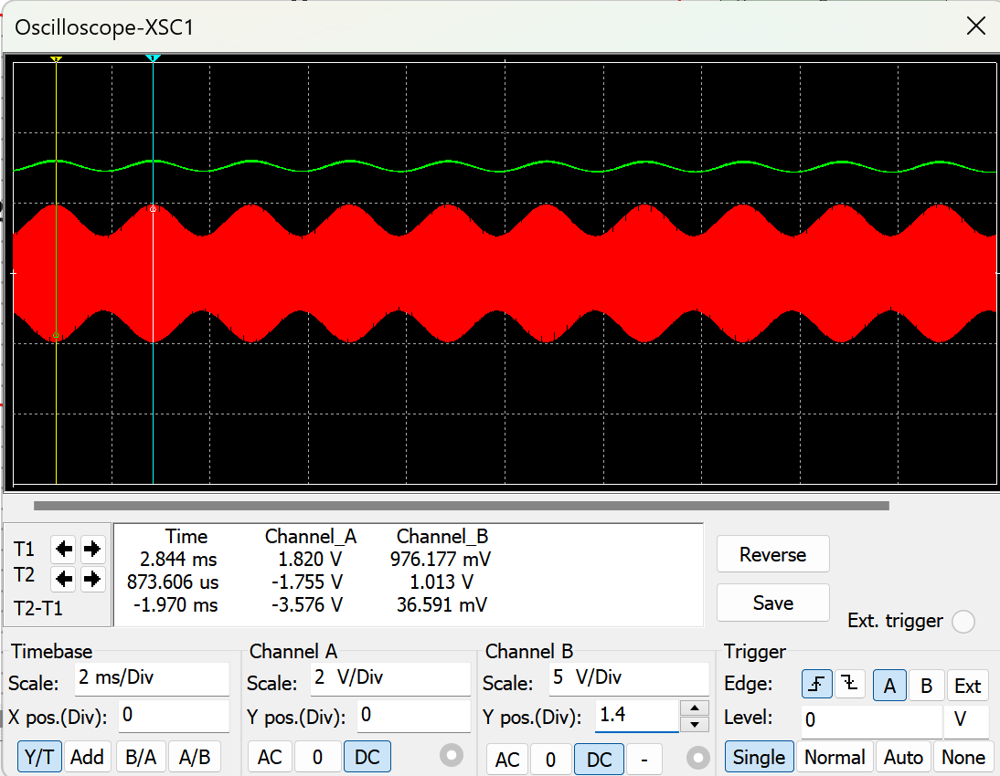 Oscilloscope-XSC1
Time Channel_A Channel_B
T1 2.844 ms 1.820 V 976.177 mV
T2 873.606 us -1.755 V 1.013 V
T2-T1 -1.970 ms -3.576 V 36.591 mV
Reverse
Save
Ext. trigger
Timebase Channel A Channel B Trigger
Scale: 2 ms/Div Scale: 2 V/Div Scale: 5 V/Div Edge: A B Ext
X pos.(Div): 0 Y pos.(Div): 0 Y pos.(Div): 1.4 Level: 0 V
Y/T Add B/A A/B AC 0 DC AC 0 DC - Single Normal Auto None